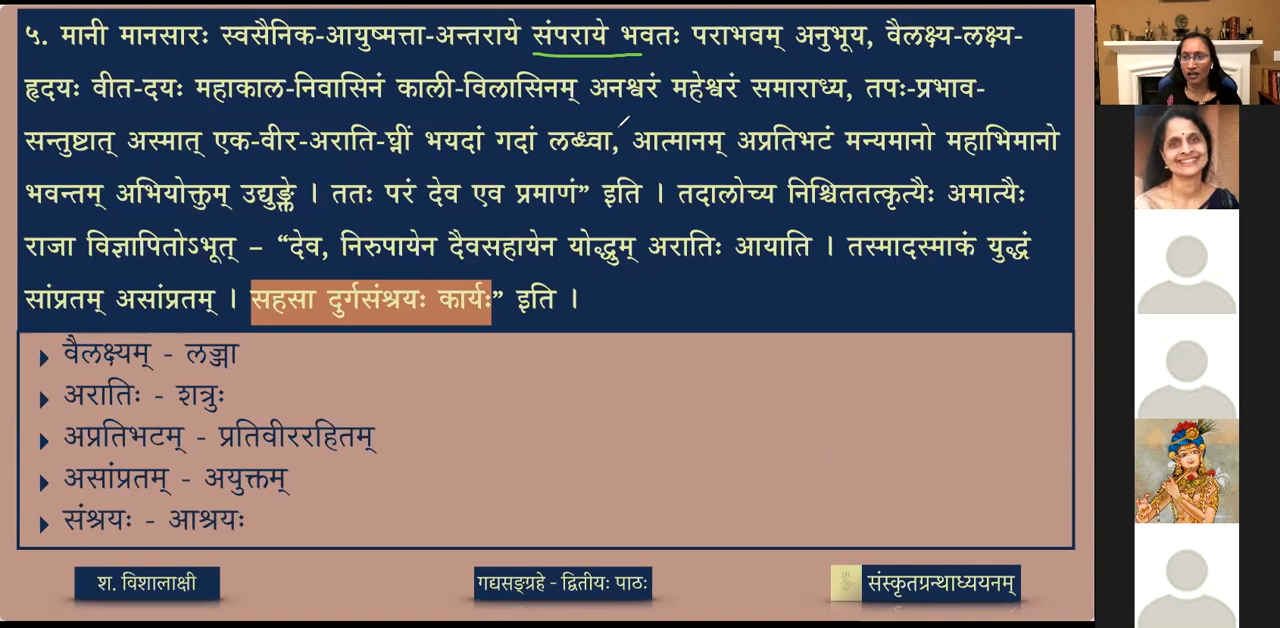 ५. मानी मानसारः स्वसैनिक-आयुष्मत्ता-अन्तराये संपराये भवतः पराभवम् अनुभूय, वैलक्ष्य-लक्ष्य-
हृदयः वीत-दयः महाकाल-निवासिनं काली-विलासिनम् अनश्वरं महेश्वरं समाराध्य, तपः-प्रभाव-
सन्तुष्टात् अस्मात् एक-वीर-अराति-घ्नीं भयदां गदां लब्ध्वा, आत्मानम् अप्रतिभटं मन्यमानो महाभिमानो
भवन्तम् अभियोक्तुम् उद्युङ्क्ते । ततः परं देव एव प्रमाणं” इति । तदालोच्य निश्चिततत्कृत्यैः अमात्यैः
राजा विज्ञापितोऽभूत् – “देव, निरुपायेन दैवसहायेन योद्धुम् अरातिः आयाति । तस्मादस्माकं युद्धं
सांप्रतम् असांप्रतम् । सहसा दुर्गसंश्रयः कार्यः” इति ।
वैलक्ष्यम् - लज्जा
अरातिः - शत्रुः
अप्रतिभटम् - प्रतिवीररहितम्
असांप्रतम् - अयुक्तम्
संश्रयः - आश्रयः
श. विशालाक्षी
गद्यसङ्ग्रहे - द्वितीयः पाठः
संस्कृतग्रन्थाध्ययनम्